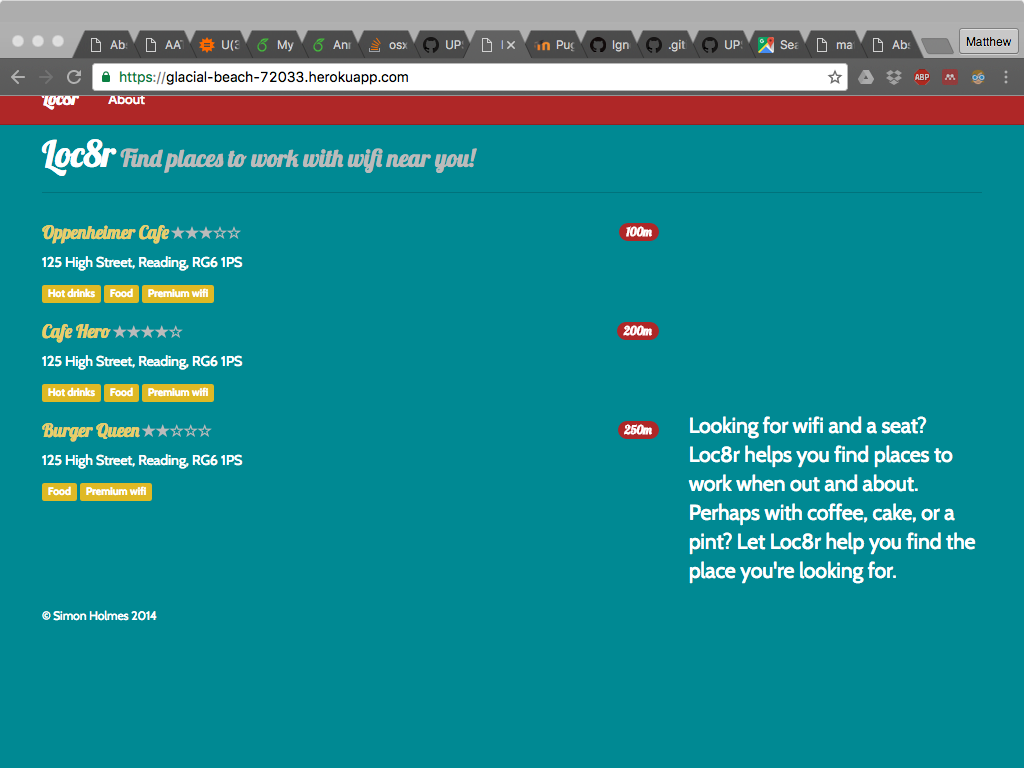 Ab
AA
U(3
My
Ann
osx
UP
Pug
Ign
.git
UP
Sea
ma
Ab
Matthew
https://glacial-beach-72033.herokuapp.com
ABP
Loc8r About
Loc8r Find places to work with wifi near you!
Oppenheimer Cafe ★★★☆☆ 100m
125 High Street, Reading, RG6 1PS
Hot drinks Food Premium wifi
Cafe Hero ★★★★☆ 200m
125 High Street, Reading, RG6 1PS
Hot drinks Food Premium wifi
Burger Queen ★★☆☆☆ 250m
125 High Street, Reading, RG6 1PS
Food Premium wifi
Looking for wifi and a seat?
Loc8r helps you find places to
work when out and about.
Perhaps with coffee, cake, or a
pint? Let Loc8r help you find the
place you're looking for.
© Simon Holmes 2014